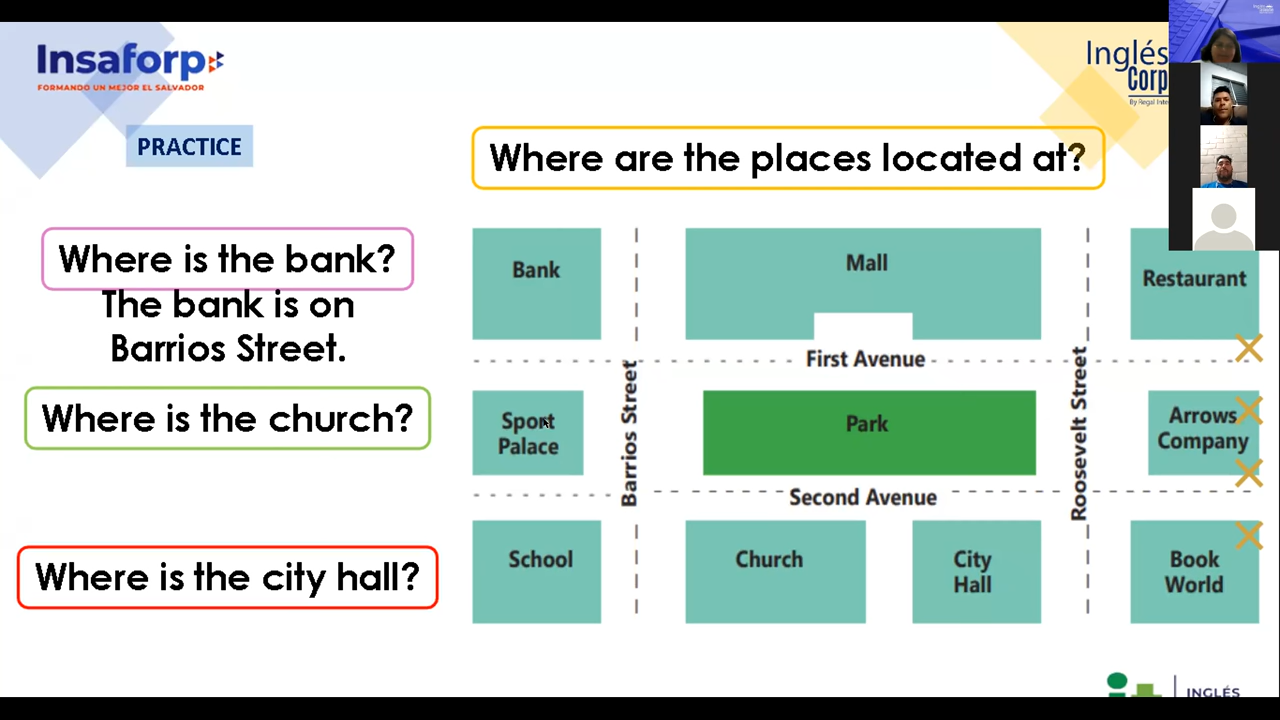 Insaforp
FORMANDO UN MEJOR EL SALVADOR
Inglés
Corp
PRACTICE
Where are the places located at?
Where is the bank?
The bank is on
Barrios Street.
Where is the church?
Where is the city hall?
Bank
Mall
Restaurant
First Avenue
Sport
Palace
Barrios Street
Park
Roosevelt Street
Arrows
Company
Second Avenue
School
Church
City
Hall
Book
World
INGLÉS